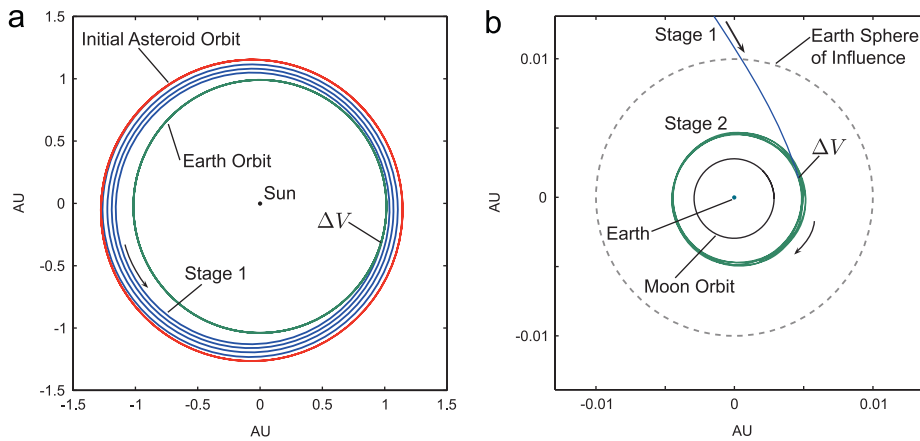 a
1.5
1
0.5
0
-0.5
-1
-1.5
AU
-1.5
-1
-0.5
0
0.5
1
1.5
AU
Initial Asteroid Orbit
Earth Orbit
Sun
ΔV
Stage 1
b
0.01
0
-0.01
AU
-0.01
0
0.01
AU
Stage 1
Earth Sphere
of Influence
Stage 2
ΔV
Earth
Moon Orbit